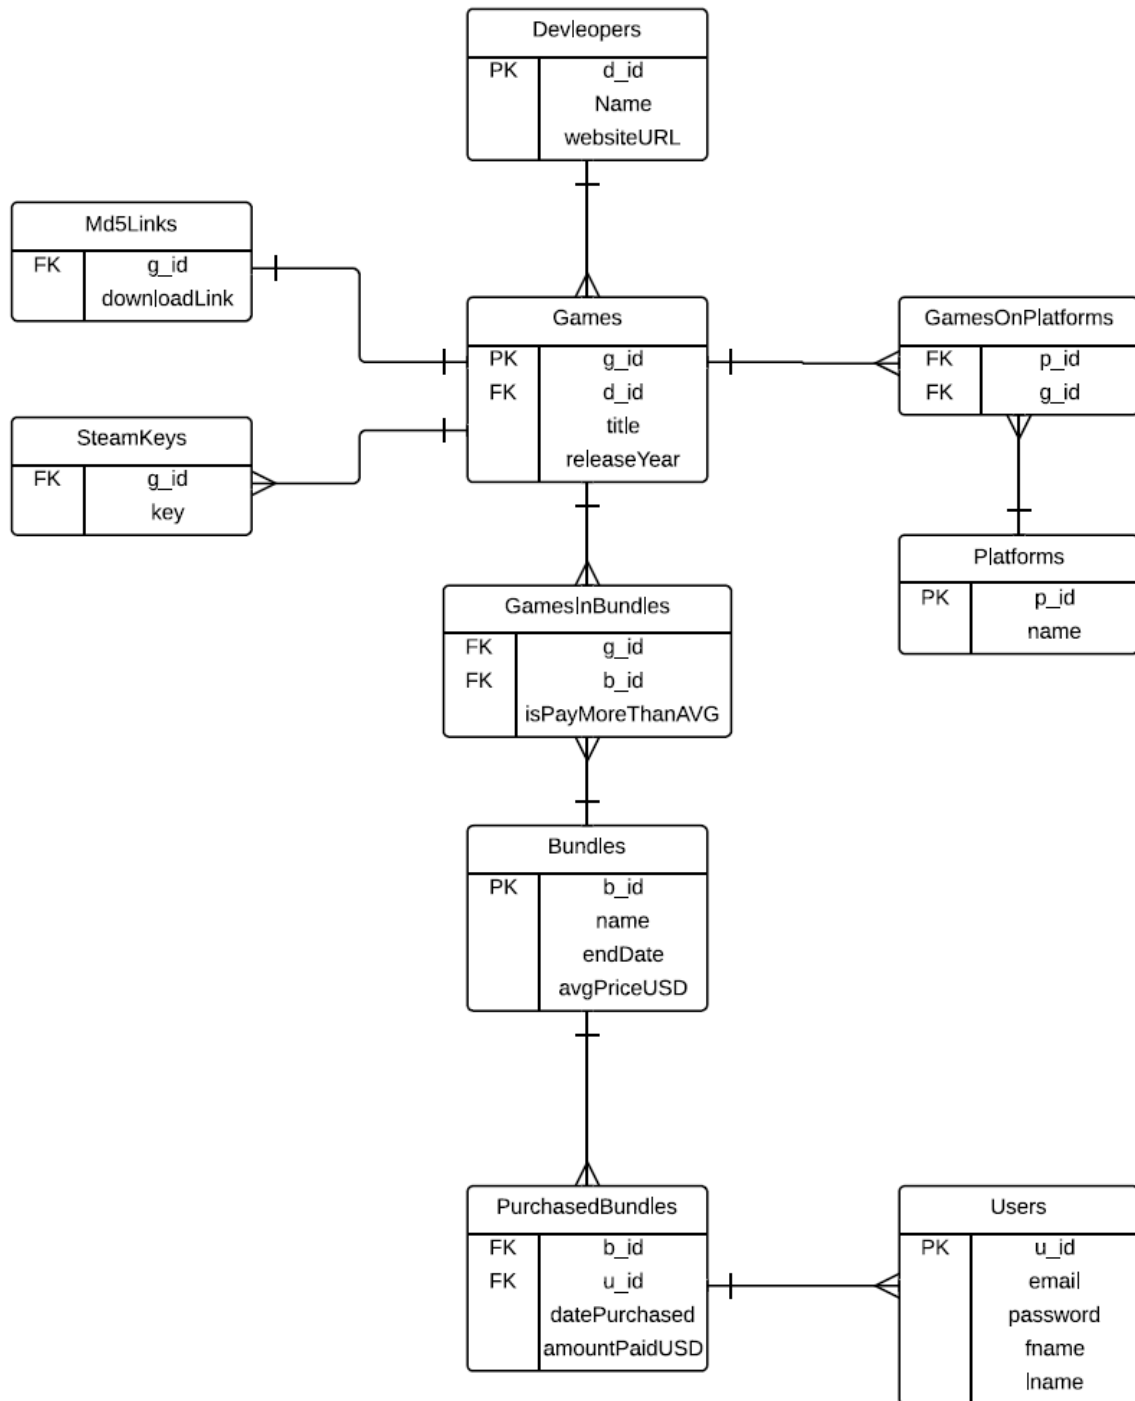 Devleopers
PK d_id
Name
websiteURL
Md5Links
FK g_id
downloadLink
Games
PK g_id
FK d_id
title
releaseYear
GamesOnPlatforms
FK p_id
FK g_id
SteamKeys
FK g_id
key
Platforms
PK p_id
name
GamesInBundles
FK g_id
FK b_id
isPayMoreThanAVG
Bundles
PK b_id
name
endDate
avgPriceUSD
PurchasedBundles
FK b_id
FK u_id
datePurchased
amountPaidUSD
Users
PK u_id
email
password
fname
lname